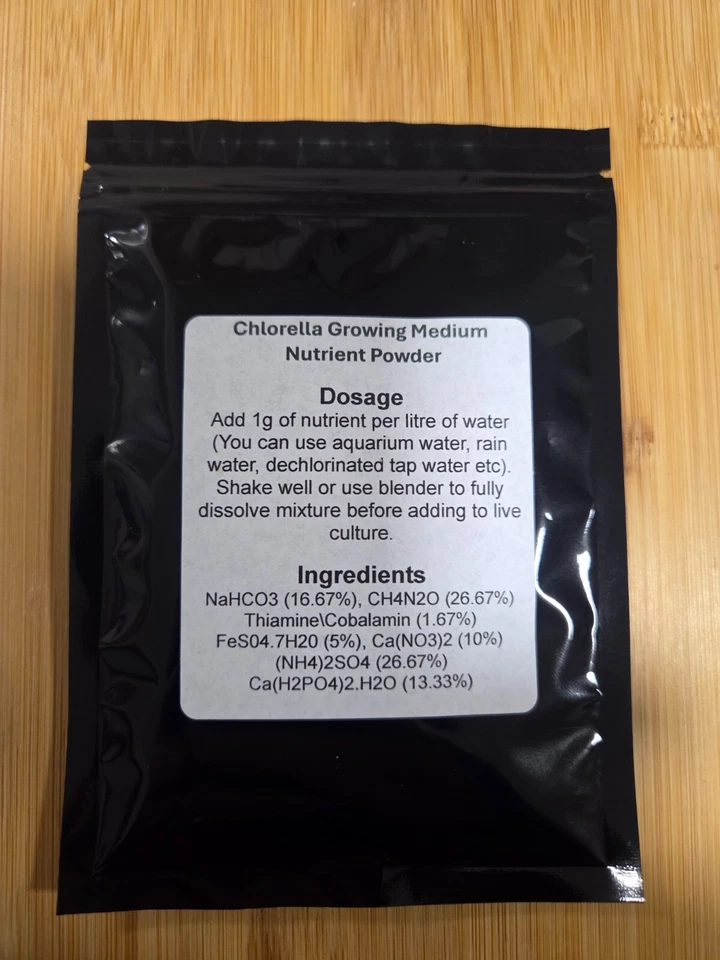 Chlorella Growing Medium
Nutrient Powder
Dosage
Add 1g of nutrient per litre of water
(You can use aquarium water, rain
water, dechlorinated tap water etc).
Shake well or use blender to fully
dissolve mixture before adding to live
culture.
Ingredients
NaHCO3 (16.67%), CH4N2O (26.67%)
Thiamine\Cobalamin (1.67%)
FeS04.7H20 (5%), Ca(NO3)2 (10%)
(NH4)2SO4 (26.67%)
Ca(H2PO4)2.H2O (13.33%)